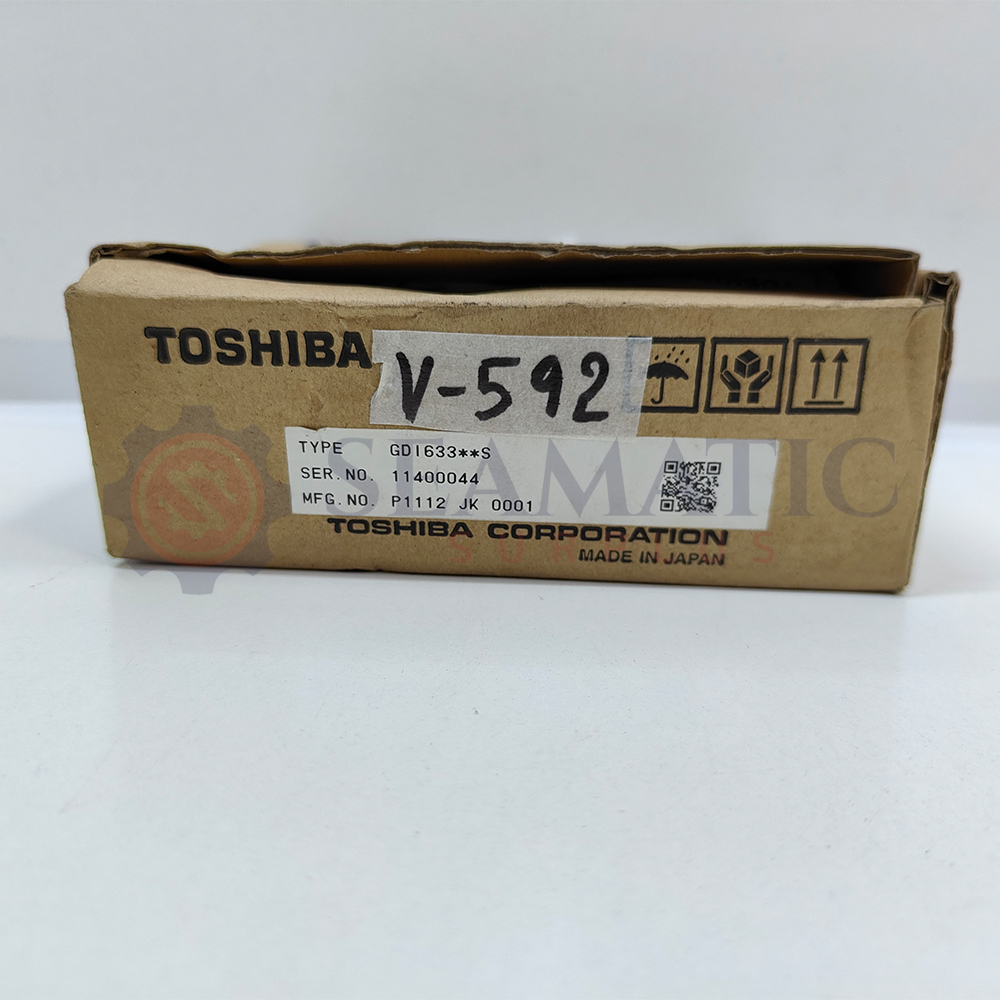 TOSHIBA
V-592
TYPE GDI633**S
SER.NO. 11400044
MFG.NO. P1112 JK 0001
TOSHIBA CORPORATION
MADE IN JAPAN
SEAMATIC